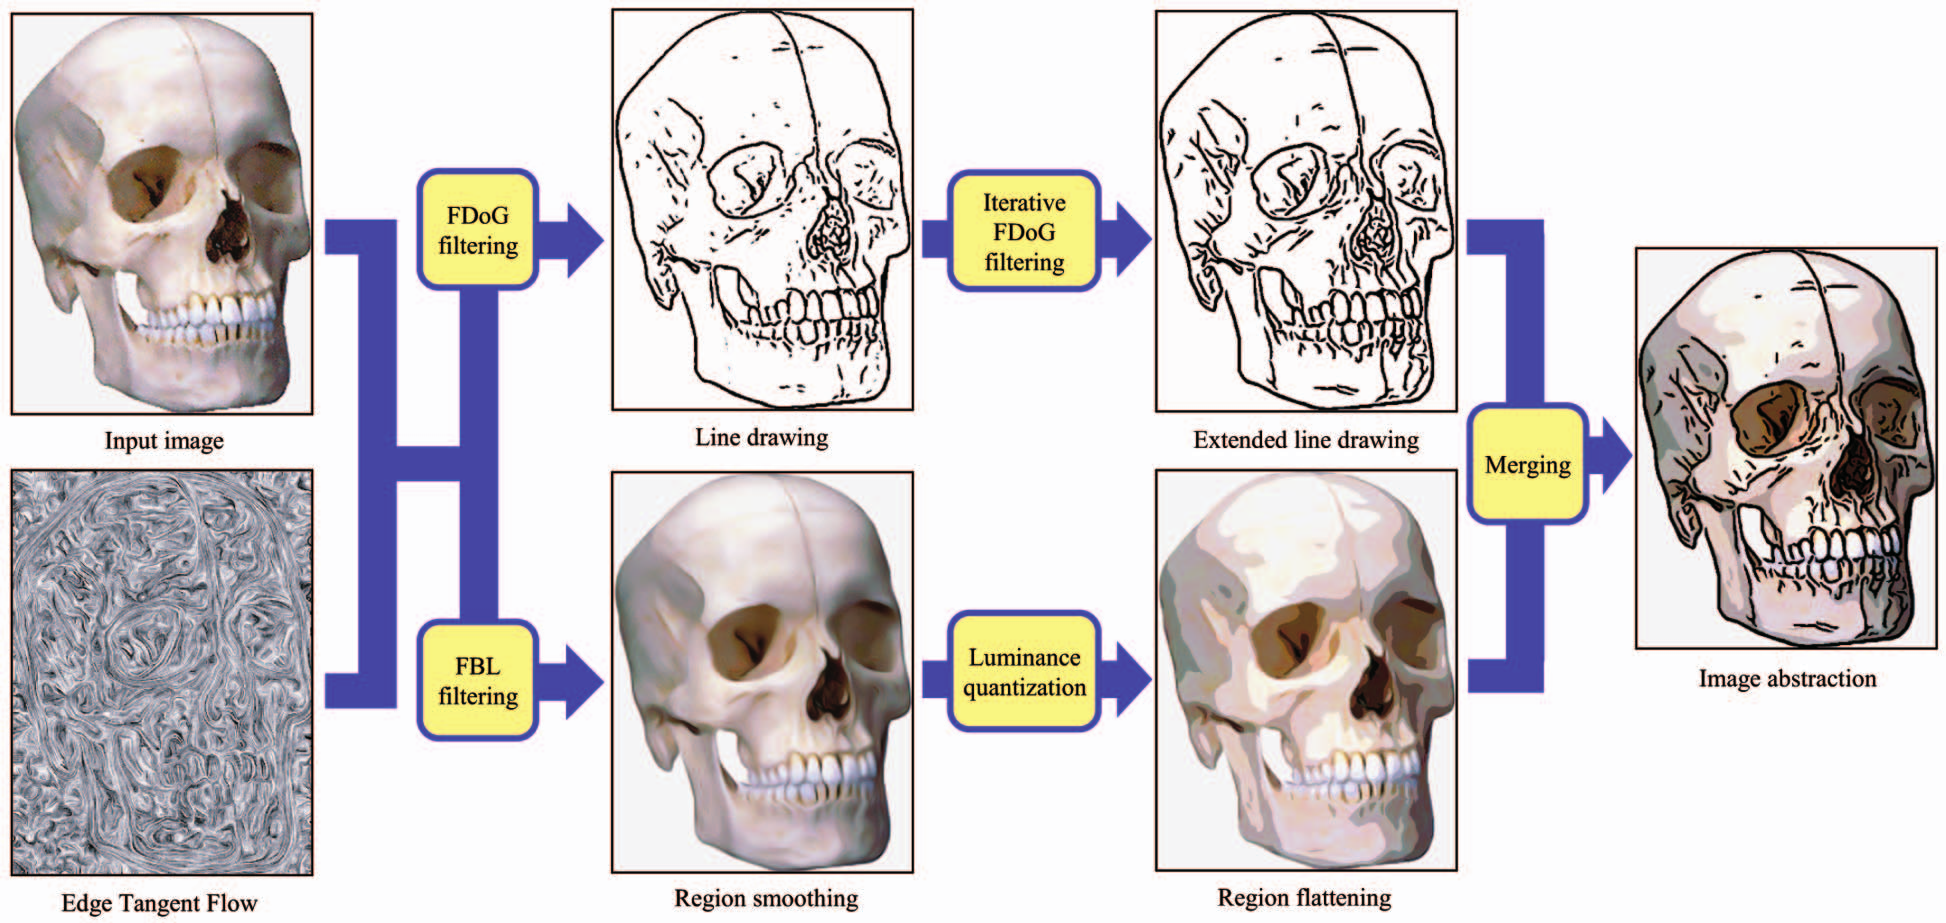 Input image
Edge Tangent Flow
FDoG
filtering
FBL
filtering
Line drawing
Region smoothing
Iterative
FDoG
filtering
Luminance
quantization
Extended line drawing
Region flattening
Merging
Image abstraction